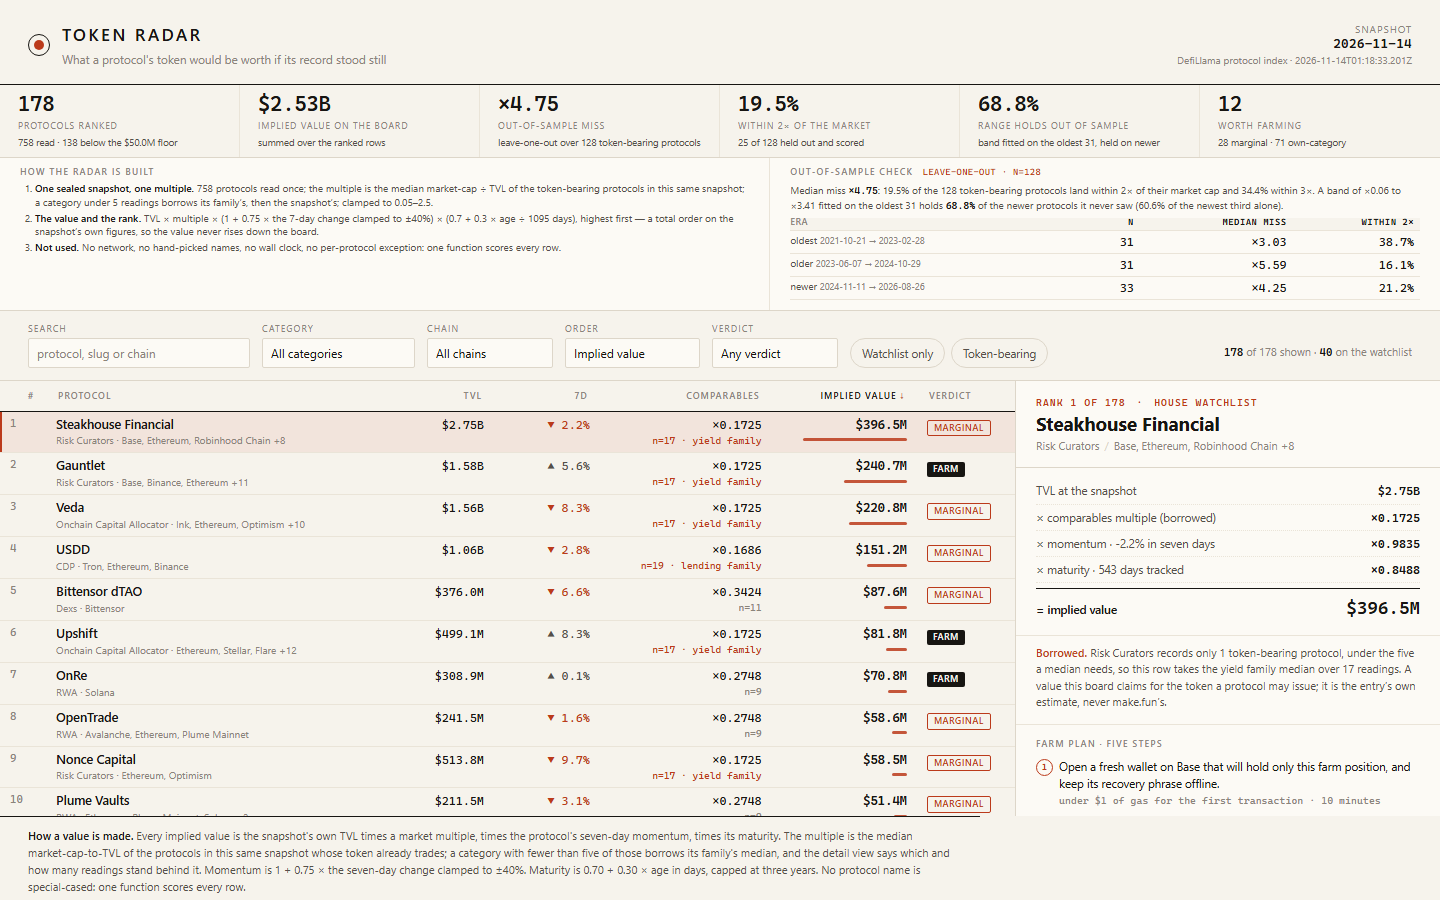 TOKEN RADAR
What a protocol's token would be worth if its record stood still
SNAPSHOT
2026-11-14
DefiLlama protocol index · 2026-11-14T01:18:33.201Z
178
PROTOCOLS RANKED
758 read · 138 below the $50.0M floor
$2.53B
IMPLIED VALUE ON THE BOARD
summed over the ranked rows
×4.75
OUT-OF-SAMPLE MISS
leave-one-out over 128 token-bearing protocols
19.5%
WITHIN 2× OF THE MARKET
25 of 128 held out and scored
68.8%
RANGE HOLDS OUT OF SAMPLE
band fitted on the oldest 31, held on newer
12
WORTH FARMING
28 marginal · 71 own-category
HOW THE RADAR IS BUILT
1. One sealed snapshot, one multiple. 758 protocols read once; the multiple is the median market-cap ÷ TVL of the token-bearing protocols in this same snapshot;
a category under 5 readings borrows its family's, then the snapshot's; clamped to 0.05–2.5.
2. The value and the rank. TVL × multiple × (1 + 0.75 × the 7-day change clamped to ±40%) × (0.7 + 0.3 × age ÷ 1095 days), highest first — a total order on the
snapshot's own figures, so the value never rises down the board.
3. Not used. No network, no hand-picked names, no wall clock, no per-protocol exception: one function scores every row.
OUT-OF-SAMPLE CHECK LEAVE-ONE-OUT · N=128
Median miss ×4.75: 19.5% of the 128 token-bearing protocols land within 2× of their market cap and 34.4% within 3×. A band of ×0.06 to
×3.41 fitted on the oldest 31 holds 68.8% of the newer protocols it never saw (60.6% of the newest third alone).
ERA N MEDIAN MISS WITHIN 2×
oldest 2021-10-21 → 2023-02-28 31 ×3.03 38.7%
older 2023-06-07 → 2024-10-29 31 ×5.59 16.1%
newer 2024-11-11 → 2026-08-26 33 ×4.25 21.2%
SEARCH CATEGORY CHAIN ORDER VERDICT
protocol, slug or chain All categories All chains Implied value Any verdict Watchlist only Token-bearing
178 of 178 shown · 40 on the watchlist
# PROTOCOL TVL 7D COMPARABLES IMPLIED VALUE ↓ VERDICT
1 Steakhouse Financial $2.75B ▼ 2.2% ×0.1725 $396.5M MARGINAL
Risk Curators · Base, Ethereum, Robinhood Chain +8 n=17 · yield family
2 Gauntlet $1.58B ▲ 5.6% ×0.1725 $240.7M FARM
Risk Curators · Base, Binance, Ethereum +11 n=17 · yield family
3 Veda $1.56B ▼ 8.3% ×0.1725 $220.8M MARGINAL
Onchain Capital Allocator · Ink, Ethereum, Optimism +10 n=17 · yield family
4 USDD $1.06B ▼ 2.8% ×0.1686 $151.2M MARGINAL
CDP · Tron, Ethereum, Binance n=19 · lending family
5 Bittensor dTAO $376.0M ▼ 6.6% ×0.3424 $87.6M MARGINAL
Dexs · Bittensor n=11
6 Upshift $499.1M ▲ 8.3% ×0.1725 $81.8M FARM
Onchain Capital Allocator · Ethereum, Stellar, Flare +12 n=17 · yield family
7 OnRe $308.9M ▲ 0.1% ×0.2748 $70.8M FARM
RWA · Solana n=9
8 OpenTrade $241.5M ▼ 1.6% ×0.2748 $58.6M MARGINAL
RWA · Avalanche, Ethereum, Plume Mainnet n=9
9 Nonce Capital $513.8M ▼ 9.7% ×0.1725 $58.5M MARGINAL
Risk Curators · Ethereum, Optimism n=17 · yield family
10 Plume Vaults $211.5M ▼ 3.1% ×0.2748 $51.4M MARGINAL
RANK 1 OF 178 · HOUSE WATCHLIST
Steakhouse Financial
Risk Curators / Base, Ethereum, Robinhood Chain +8
TVL at the snapshot $2.75B
× comparables multiple (borrowed) ×0.1725
× momentum · -2.2% in seven days ×0.9835
× maturity · 543 days tracked ×0.8488
= implied value $396.5M
Borrowed. Risk Curators records only 1 token-bearing protocol, under the five
a median needs, so this row takes the yield family median over 17 readings. A
value this board claims for the token a protocol may issue; it is the entry's own
estimate, never make.fun's.
FARM PLAN · FIVE STEPS
1 Open a fresh wallet on Base that will hold only this farm position, and
keep its recovery phrase offline.
under $1 of gas for the first transaction · 10 minutes
How a value is made. Every implied value is the snapshot's own TVL times a market multiple, times the protocol's seven-day momentum, times its maturity. The multiple is the median
market-cap-to-TVL of the protocols in this same snapshot whose token already trades; a category with fewer than five of those borrows its family's median, and the detail view says which and
how many readings stand behind it. Momentum is 1 + 0.75 × the seven-day change clamped to ±40%. Maturity is 0.70 + 0.30 × age in days, capped at three years. No protocol name is
special-cased: one function scores every row.